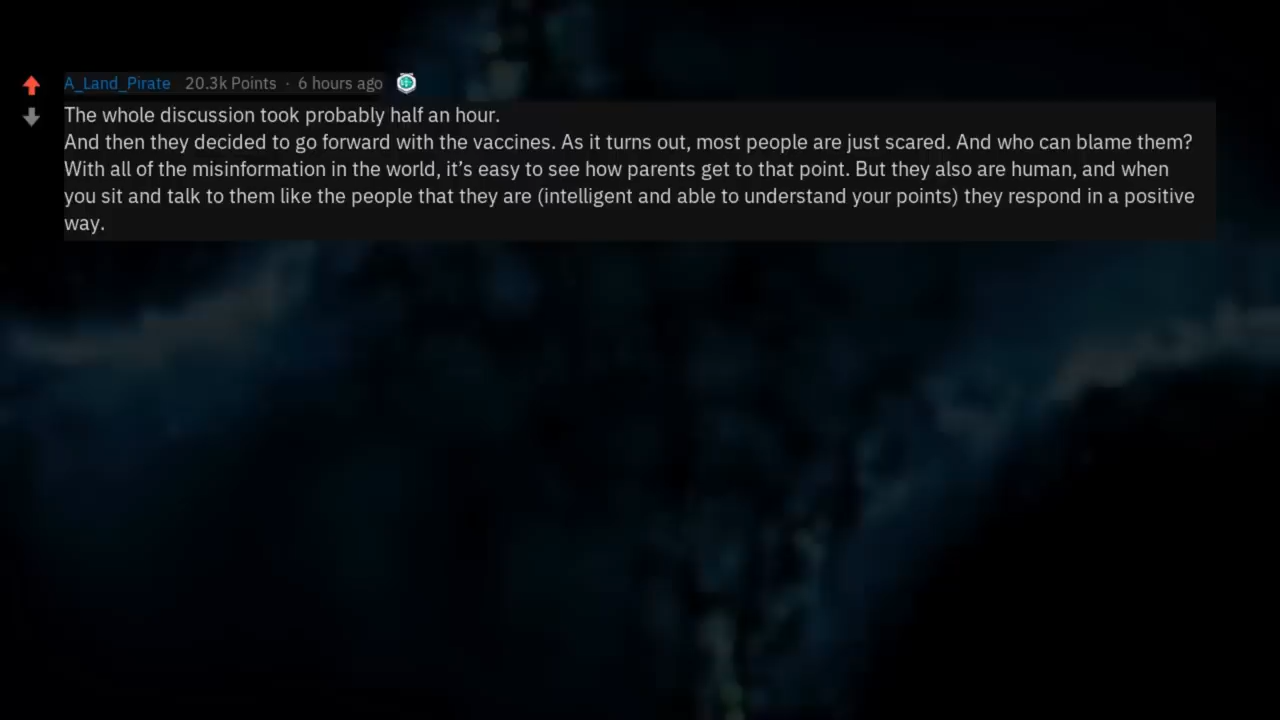 A_Land_Pirate 20.3k Points · 6 hours ago
The whole discussion took probably half an hour.
And then they decided to go forward with the vaccines. As it turns out, most people are just scared. And who can blame them?
With all of the misinformation in the world, it’s easy to see how parents get to that point. But they also are human, and when
you sit and talk to them like the people that they are (intelligent and able to understand your points) they respond in a positive
way.